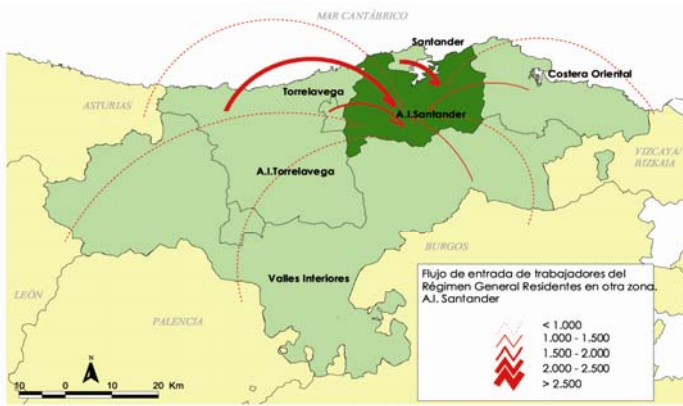 MAR CANTÁBRICO
Santander
Torrelavega
Costera Oriental
ASTURIAS
A.I.Santander
VIZCAYA/
BIZKAIA
A.I.Torrelavega
BURGOS
Valles Interiores
LEÓN
PALENCIA
Flujo de entrada de trabajadores del
Régimen General Residentes en otra zona.
A.I. Santander
< 1.000
1.000 - 1.500
1.500 - 2.000
2.000 - 2.500
> 2.500
N
10 0 10 20 Km